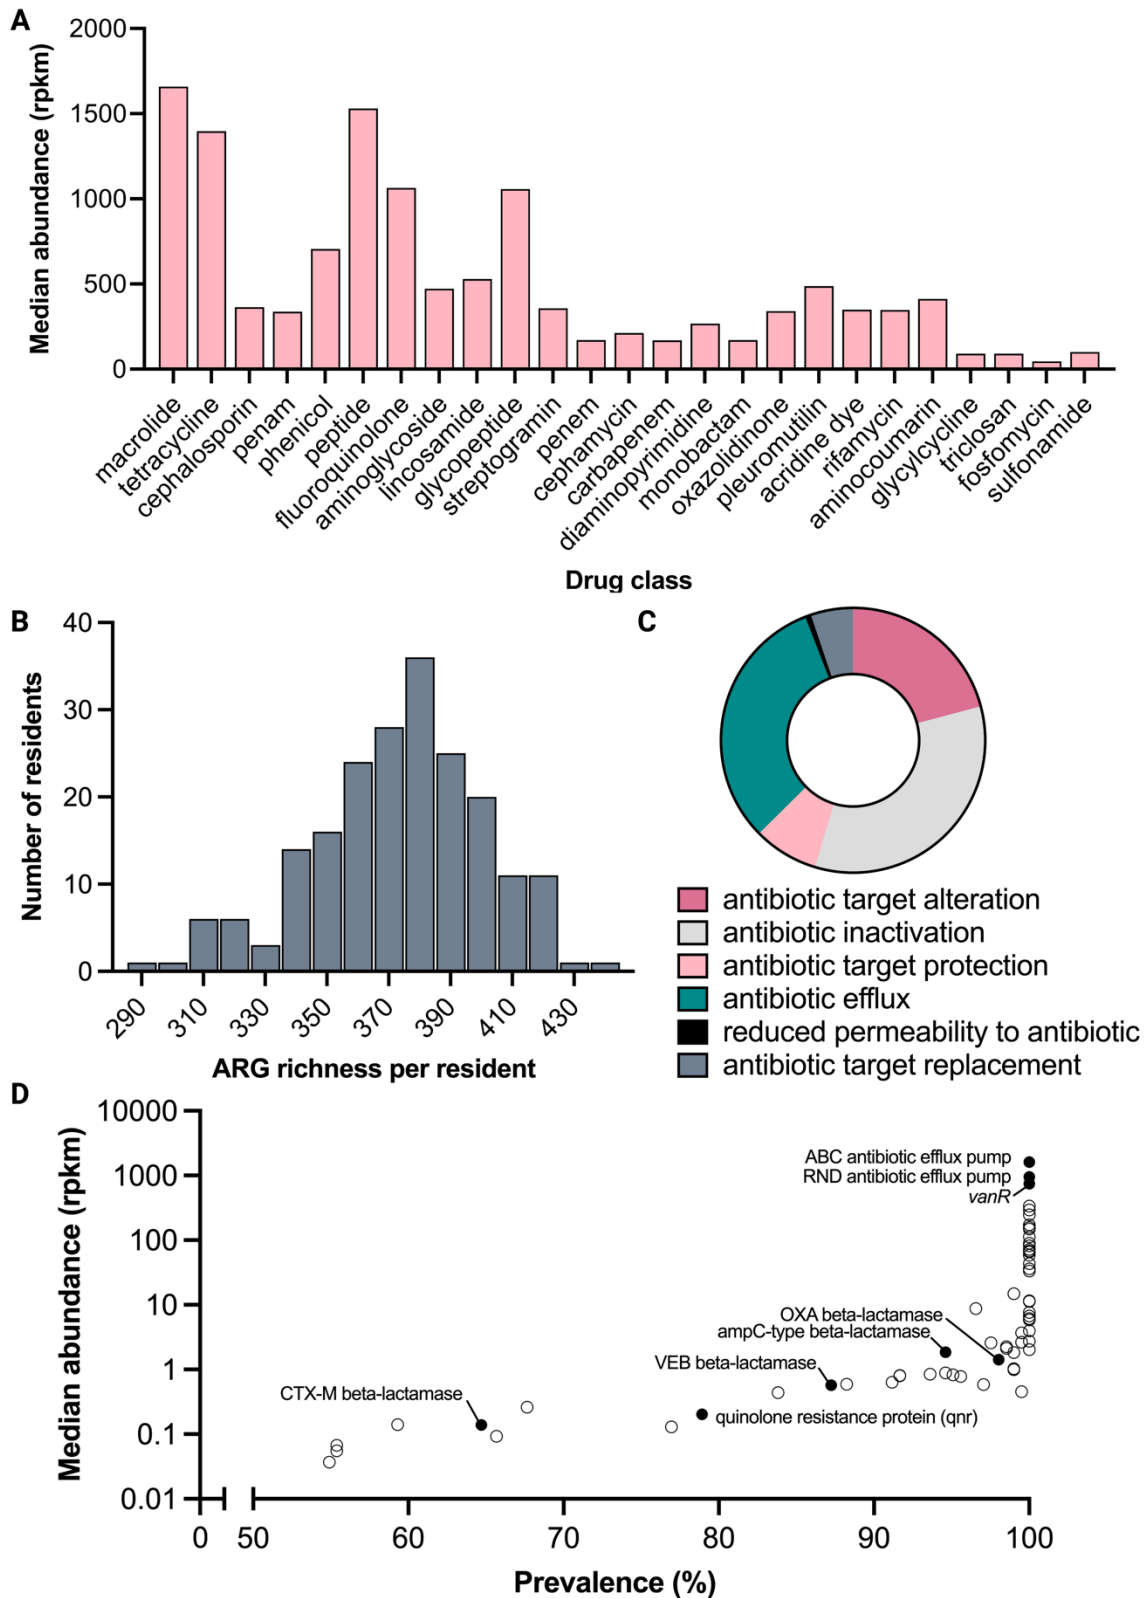 A
Median abundance (rpkm)
2000
1500
1000
500
0
macrolide
tetracycline
cephalosporin
penam
phenicol
peptide
fluoroquinolone
aminoglycoside
lincosamide
glycopeptide
streptogramin
penem
cephamycin
carbapenem
diaminopyrimidine
monobactam
oxazolidinone
pleuromutilin
acridine dye
rifamycin
aminocoumarin
glycylcycline
triclosan
fosfomycin
sulfonamide
Drug class
B
Number of residents
40
30
20
10
0
290
310
330
350
370
390
410
430
ARG richness per resident
C
antibiotic target alteration
antibiotic inactivation
antibiotic target protection
antibiotic efflux
reduced permeability to antibiotic
antibiotic target replacement
D
Median abundance (rpkm)
10000
1000
100
10
1
0.1
0.01
ABC antibiotic efflux pump
RND antibiotic efflux pump
vanR
OXA beta-lactamase
ampC-type beta-lactamase
VEB beta-lactamase
CTX-M beta-lactamase
quinolone resistance protein (qnr)
0
50
60
70
80
90
100
Prevalence (%)